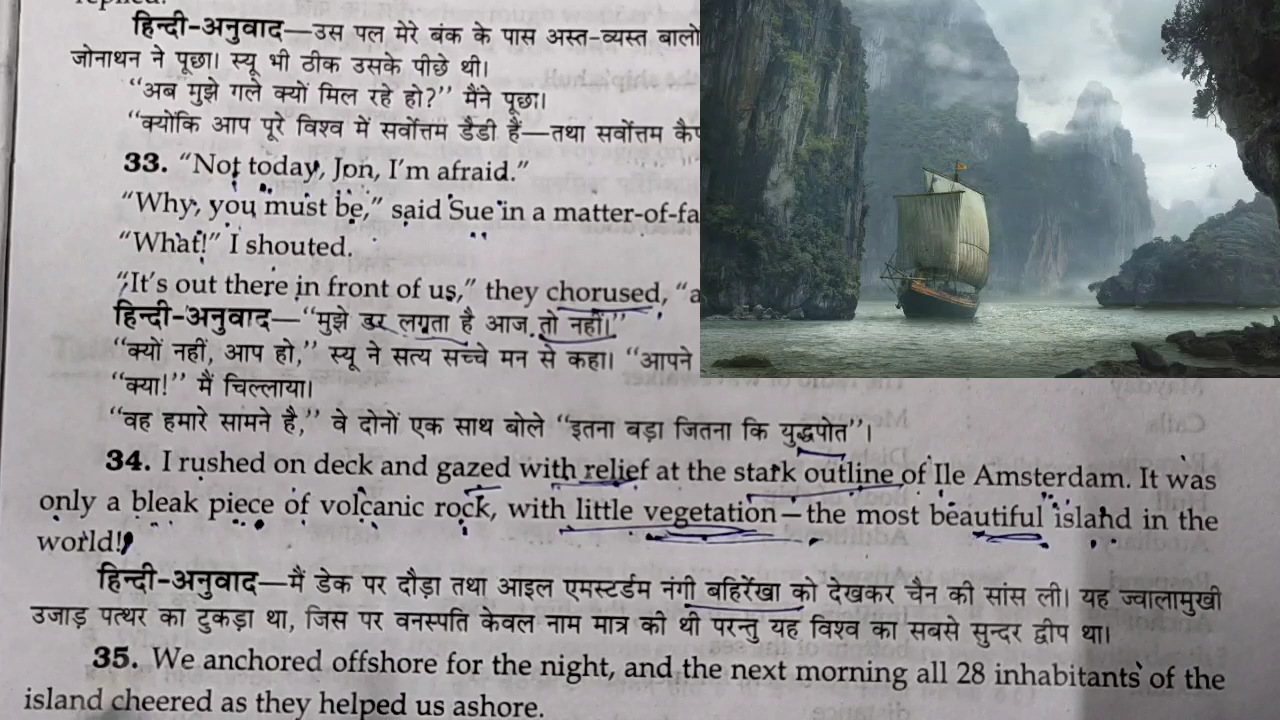 replied.
हिन्दी-अनुवाद—उस पल मेरे बंक के पास अस्त-व्यस्त बालो
जोनाथन ने पूछा। स्यू भी ठीक उसके पीछे थी।
“अब मुझे गले क्यों मिल रहे हो?” मैंने पूछा।
“क्योंकि आप पूरे विश्व में सर्वोत्तम डैडी हैं—तथा सर्वोत्तम कैप
33. “Not today, Jon, I’m afraid.”
“Why, you must be,” said Sue in a matter-of-fa
“What!” I shouted.
“It’s out there in front of us,” they chorused, “a
हिन्दी-अनुवाद—“मुझे डर लगता है आज तो नहीं।”
“क्यों नहीं, आप हो,” स्यू ने सत्य सच्चे मन से कहा। “आपने
“क्या!” मैं चिल्लाया।
“वह हमारे सामने है,” वे दोनों एक साथ बोले “इतना बड़ा जितना कि युद्धपोत”।
34. I rushed on deck and gazed with relief at the stark outline of Ile Amsterdam. It was
only a bleak piece of volcanic rock, with little vegetation—the most beautiful island in the
world!
हिन्दी-अनुवाद—मैं डेक पर दौड़ा तथा आइल एमस्टर्डम नंगी बहिर्रेखा को देखकर चैन की सांस ली। यह ज्वालामुखी
उजाड़ पत्थर का टुकड़ा था, जिस पर वनस्पति केवल नाम मात्र की थी परन्तु यह विश्व का सबसे सुन्दर द्वीप था।
35. We anchored offshore for the night, and the next morning all 28 inhabitants of the
island cheered as they helped us ashore.